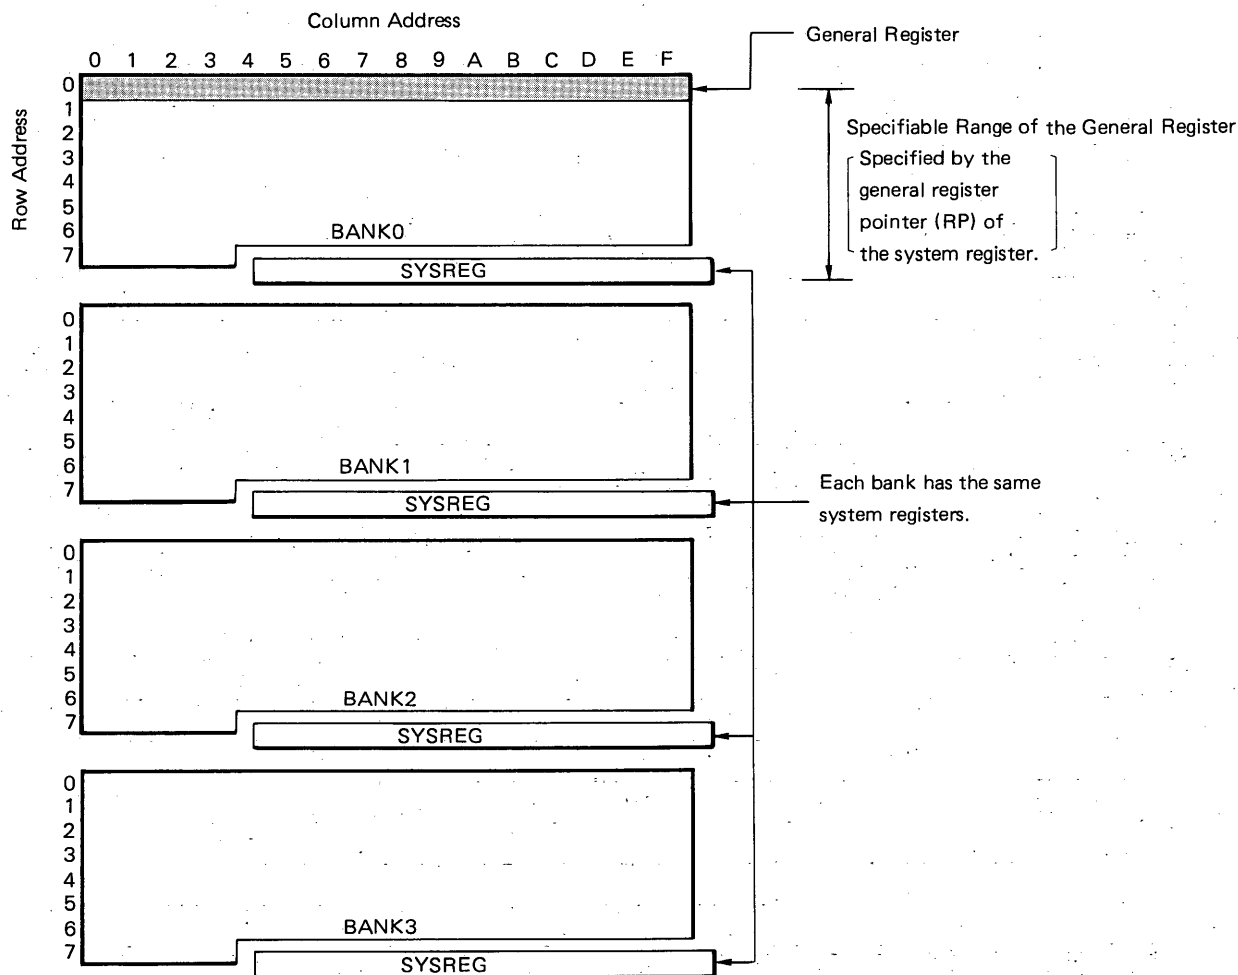 Column Address
General Register
0 1 2 3 4 5 6 7 8 9 A B C D E F
Row Address
0
1
2
3
4
5
6
7
Specifiable Range of the General Register
Specified by the
general register
pointer (RP) of
the system register.
BANK0
SYSREG
0
1
2
3
4
5
6
7
BANK1
SYSREG
Each bank has the same
system registers.
0
1
2
3
4
5
6
7
BANK2
SYSREG
0
1
2
3
4
5
6
7
BANK3
SYSREG